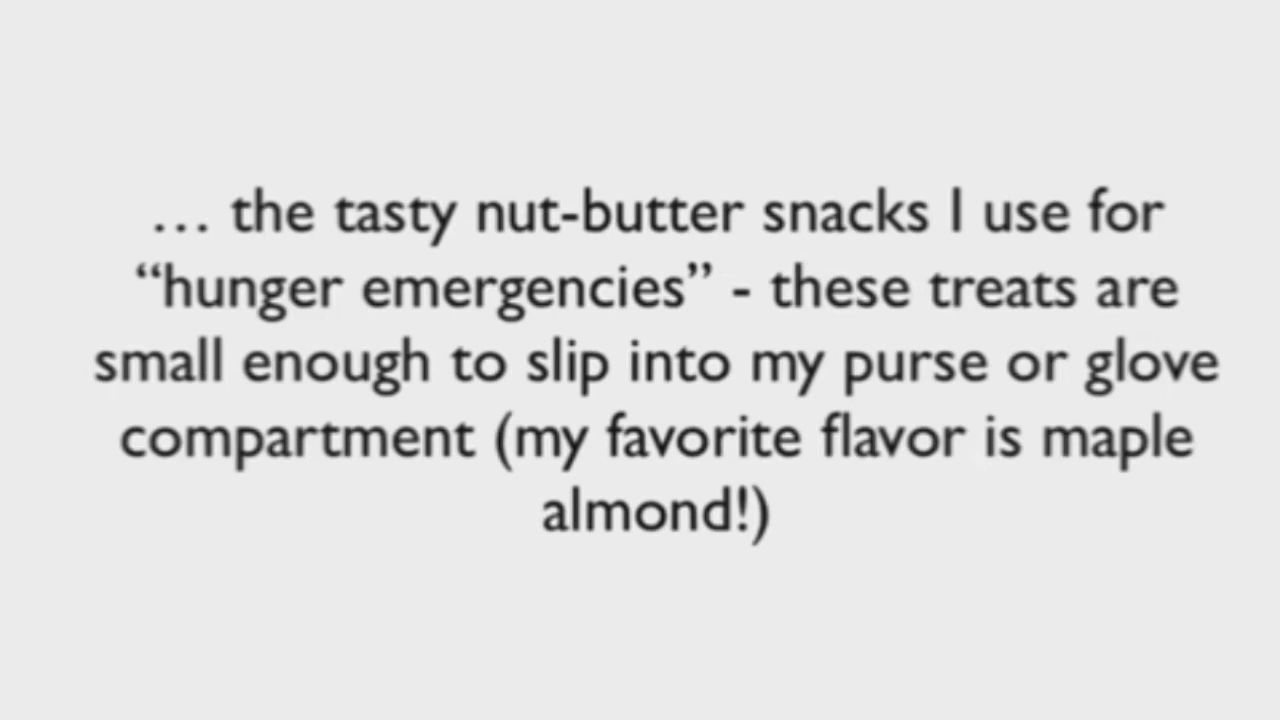 … the tasty nut-butter snacks I use for
“hunger emergencies” - these treats are
small enough to slip into my purse or glove
compartment (my favorite flavor is maple
almond!)